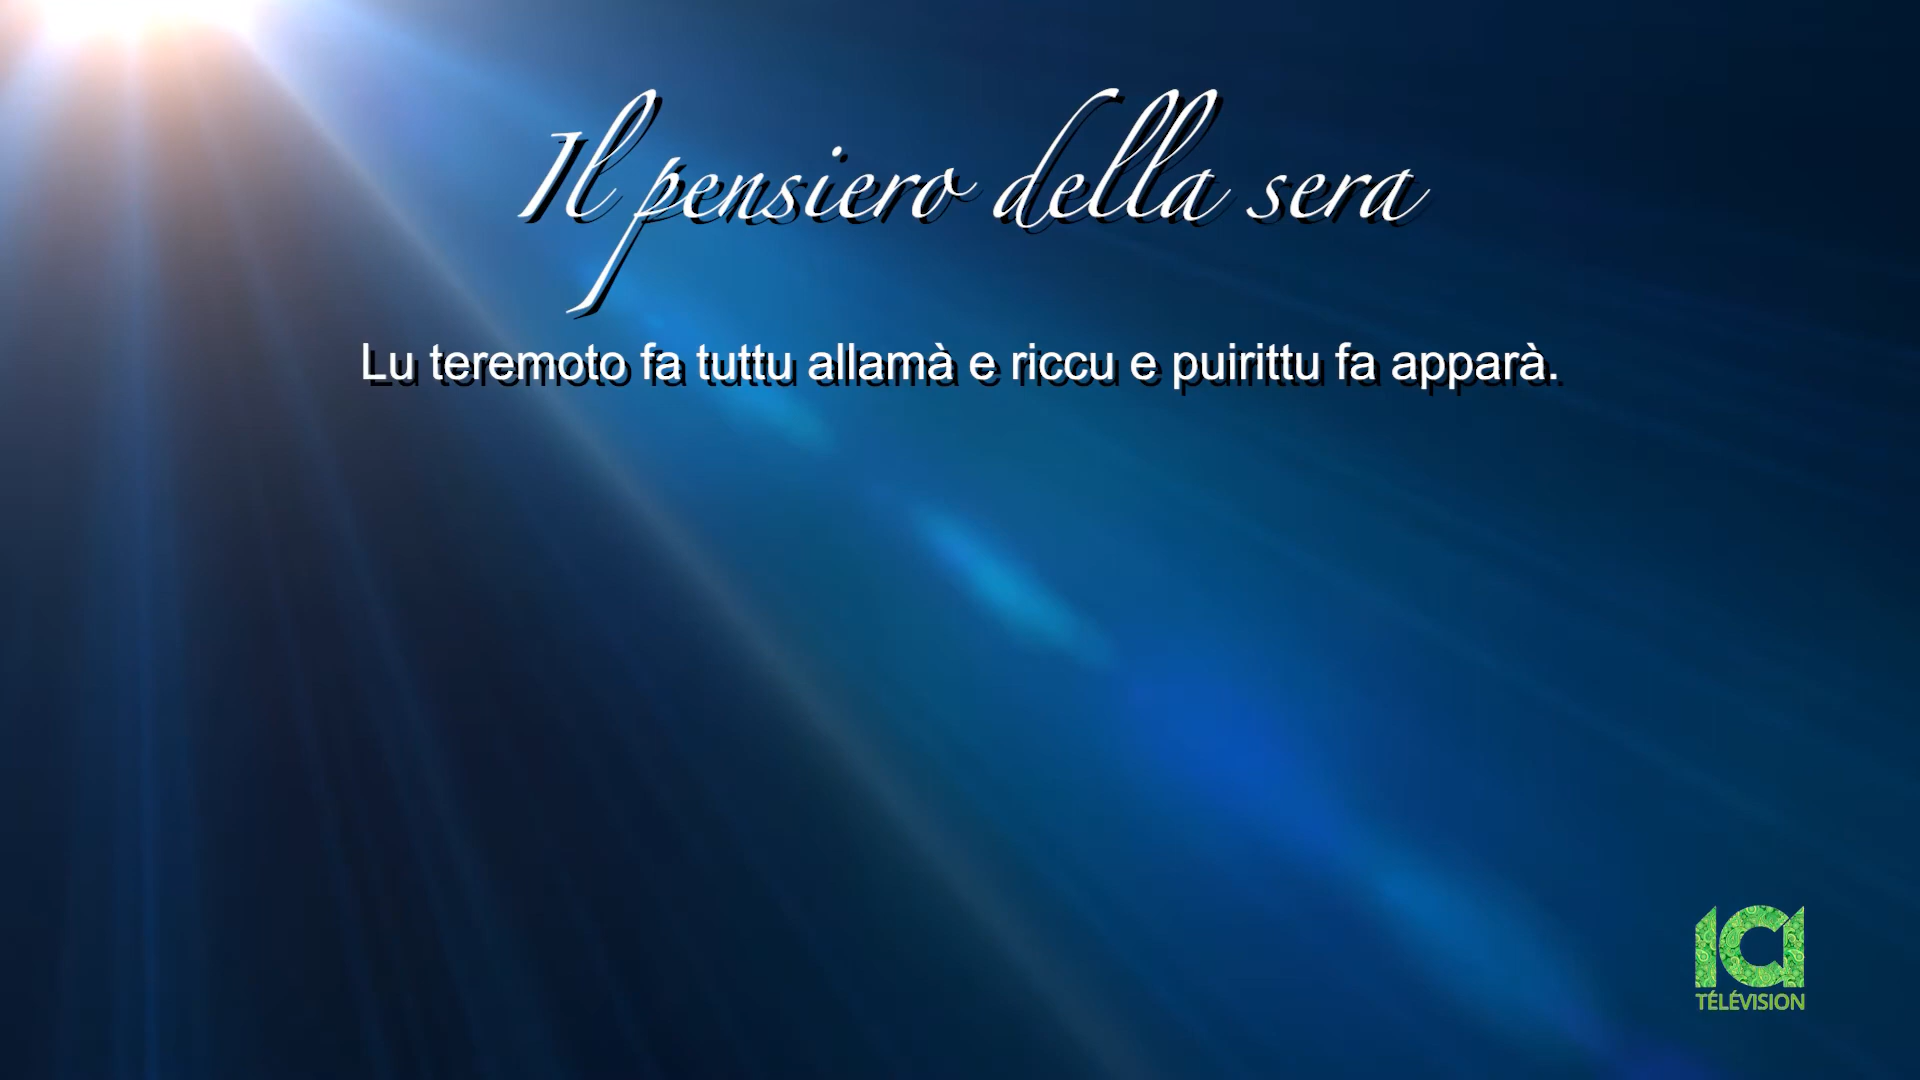 Il pensiero della sera
Lu teremoto fa tuttu allamà e riccu e puirittu fa apparà.
ICI
TÉLÉVISION